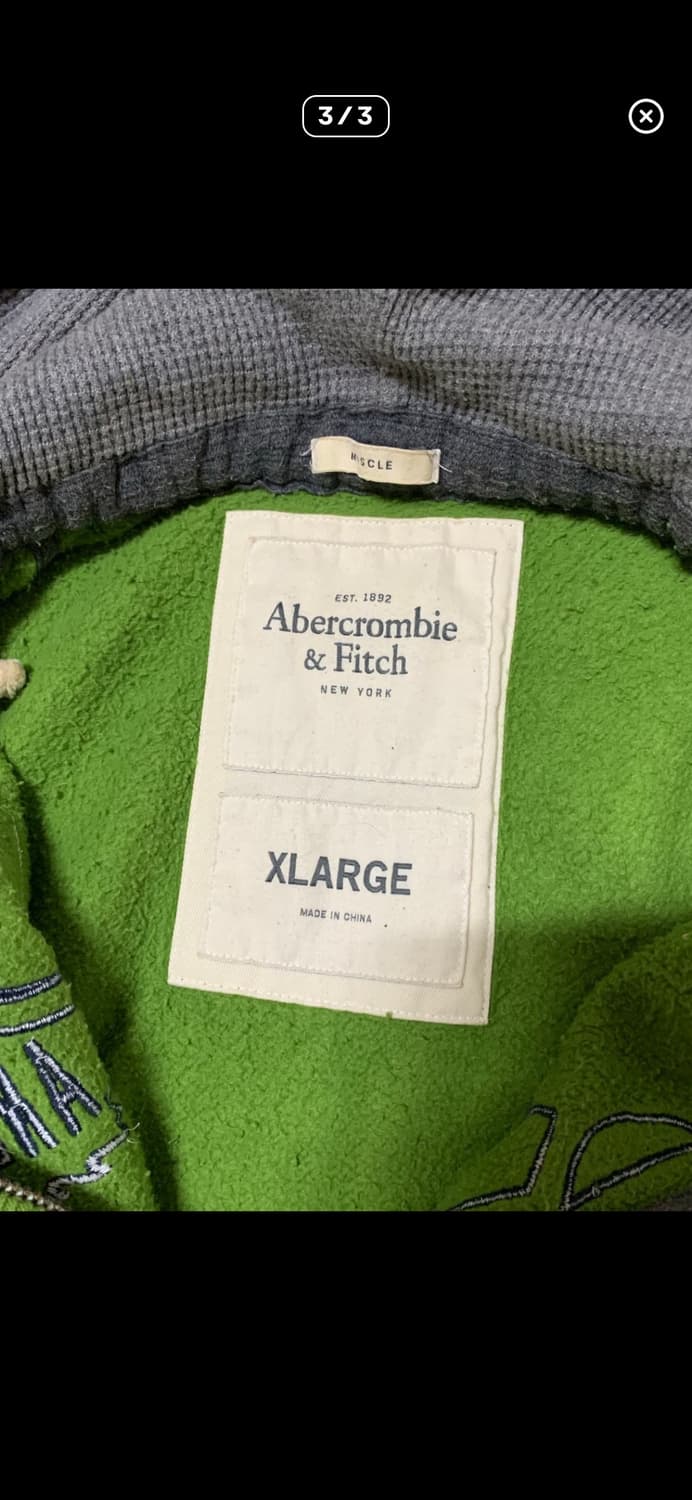 3/3
MUSCLE
EST. 1892
Abercrombie
& Fitch
NEW YORK
XLARGE
MADE IN CHINA